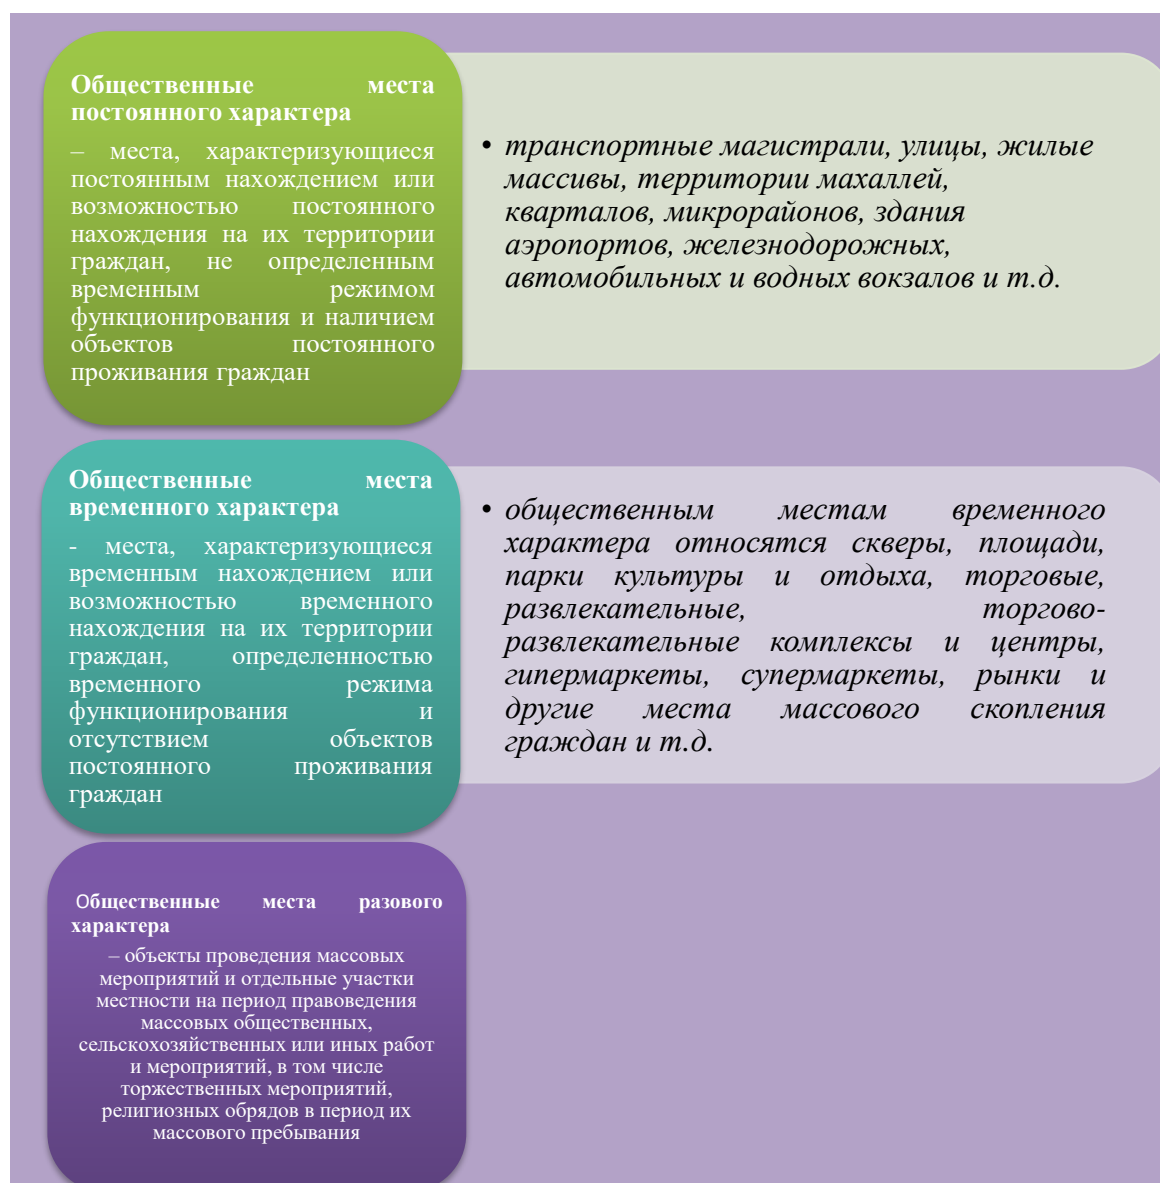 Общественные места
постоянного характера
– места, характеризующиеся
постоянным нахождением или
возможностью постоянного
нахождения на их территории
граждан, не определенным
временным режимом
функционирования и наличием
объектов постоянного
проживания граждан
• транспортные магистрали, улицы, жилые
массивы, территории махаллей,
кварталов, микрорайонов, здания
аэропортов, железнодорожных,
автомобильных и водных вокзалов и т.д.
Общественные места
временного характера
- места, характеризующиеся
временным нахождением или
возможностью временного
нахождения на их территории
граждан, определенностью
временного режима
функционирования и
отсутствием объектов
постоянного проживания
граждан
• общественным местам временного
характера относятся скверы, площади,
парки культуры и отдыха, торговые,
развлекательные, торгово-
развлекательные комплексы и центры,
гипермаркеты, супермаркеты, рынки и
другие места массового скопления
граждан и т.д.
Общественные места разового
характера
– объекты проведения массовых
мероприятий и отдельные участки
местности на период правоведения
массовых общественных,
сельскохозяйственных или иных работ
и мероприятий, в том числе
торжественных мероприятий,
религиозных обрядов в период их
массового пребывания